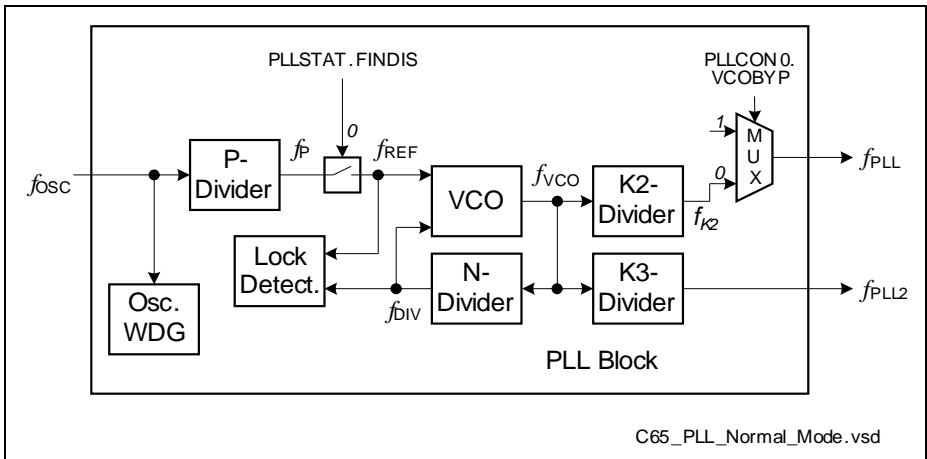 PLLSTAT.FINDIS
PLLCON0.
VCOBYP
0
1
fP
fREF
P-
Divider
M
U
X
fPLL
fOSC
fVCO
0
VCO
K2-
Divider
fK2
Lock
Detect.
N-
Divider
K3-
Divider
fDIV
fPLL2
Osc.
WDG
PLL Block
C65_PLL_Normal_Mode.vsd